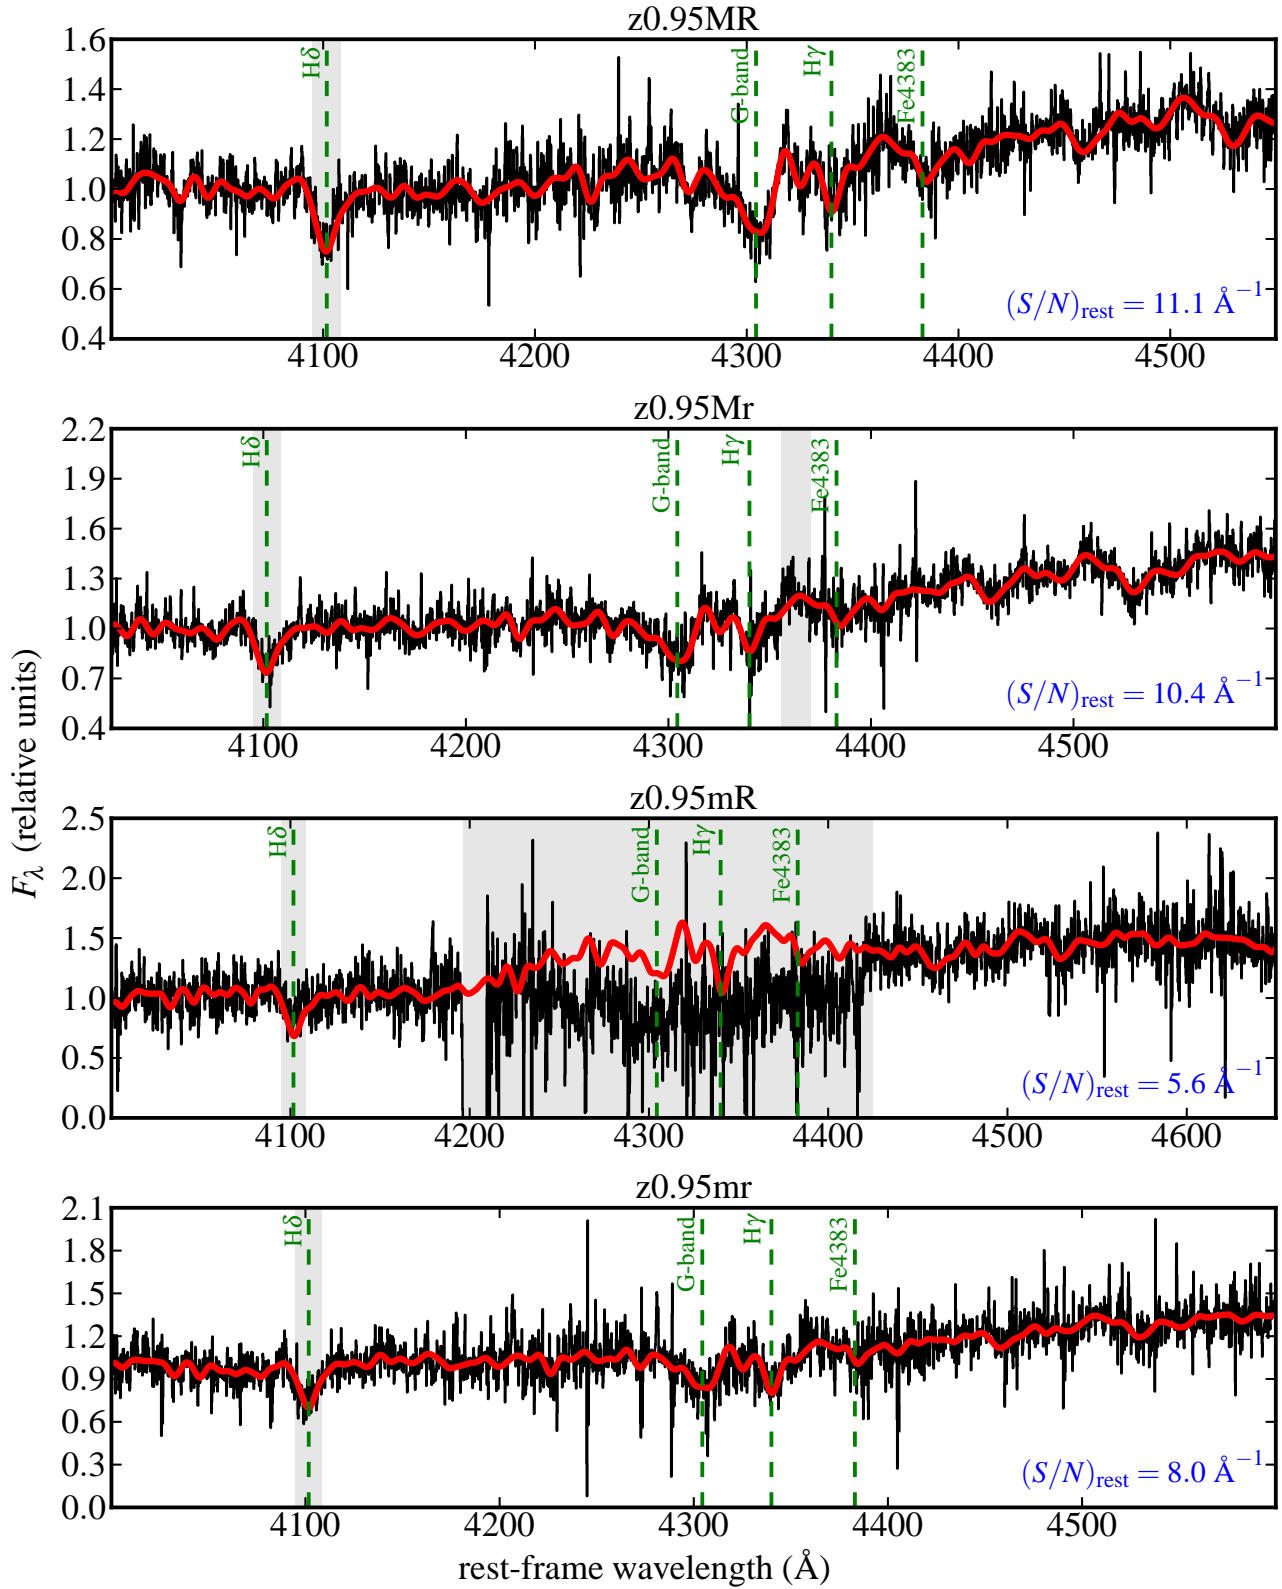 z0.95MR
1.6
1.4
1.2
1.0
0.8
0.6
0.4
Hδ
G-band
Hγ
Fe4383
(S/N)rest = 11.1 Å−1
4100
4200
4300
4400
4500
z0.95Mr
2.2
1.9
1.6
1.3
1.0
0.7
0.4
Hδ
G-band
Hγ
Fe4383
(S/N)rest = 10.4 Å−1
4100
4200
4300
4400
4500
Fλ (relative units)
z0.95mR
2.5
2.0
1.5
1.0
0.5
0.0
Hδ
G-band
Hγ
Fe4383
(S/N)rest = 5.6 Å−1
4100
4200
4300
4400
4500
4600
z0.95mr
2.1
1.8
1.5
1.2
0.9
0.6
0.3
0.0
Hδ
G-band
Hγ
Fe4383
(S/N)rest = 8.0 Å−1
4100
4200
4300
4400
4500
rest-frame wavelength (Å)